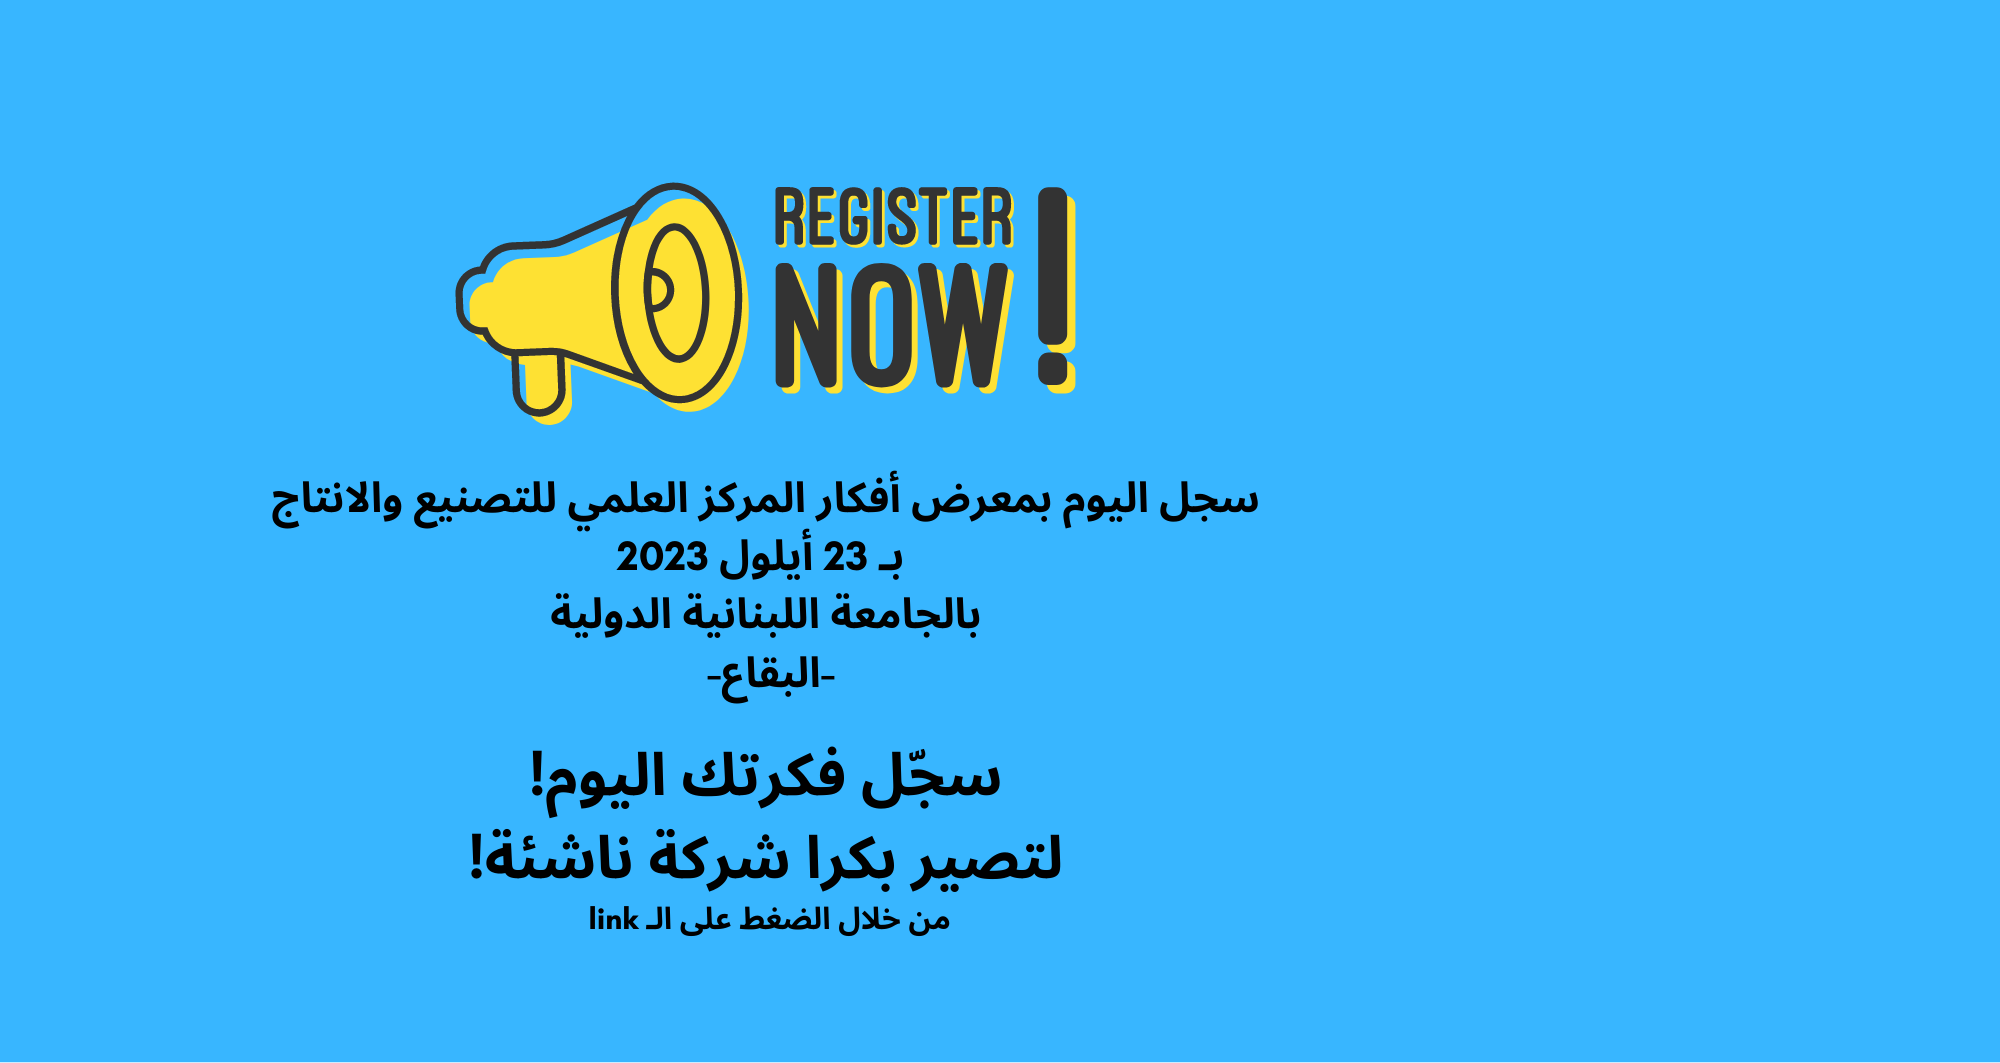 REGISTER
NOW!
سجل اليوم بمعرض أفكار المركز العلمي للتصنيع والانتاج
بـ 23 أيلول 2023
بالجامعة اللبنانية الدولية
-البقاع-
سجّل فكرتك اليوم!
لتصير بكرا شركة ناشئة!
من خلال الضغط على الـ link